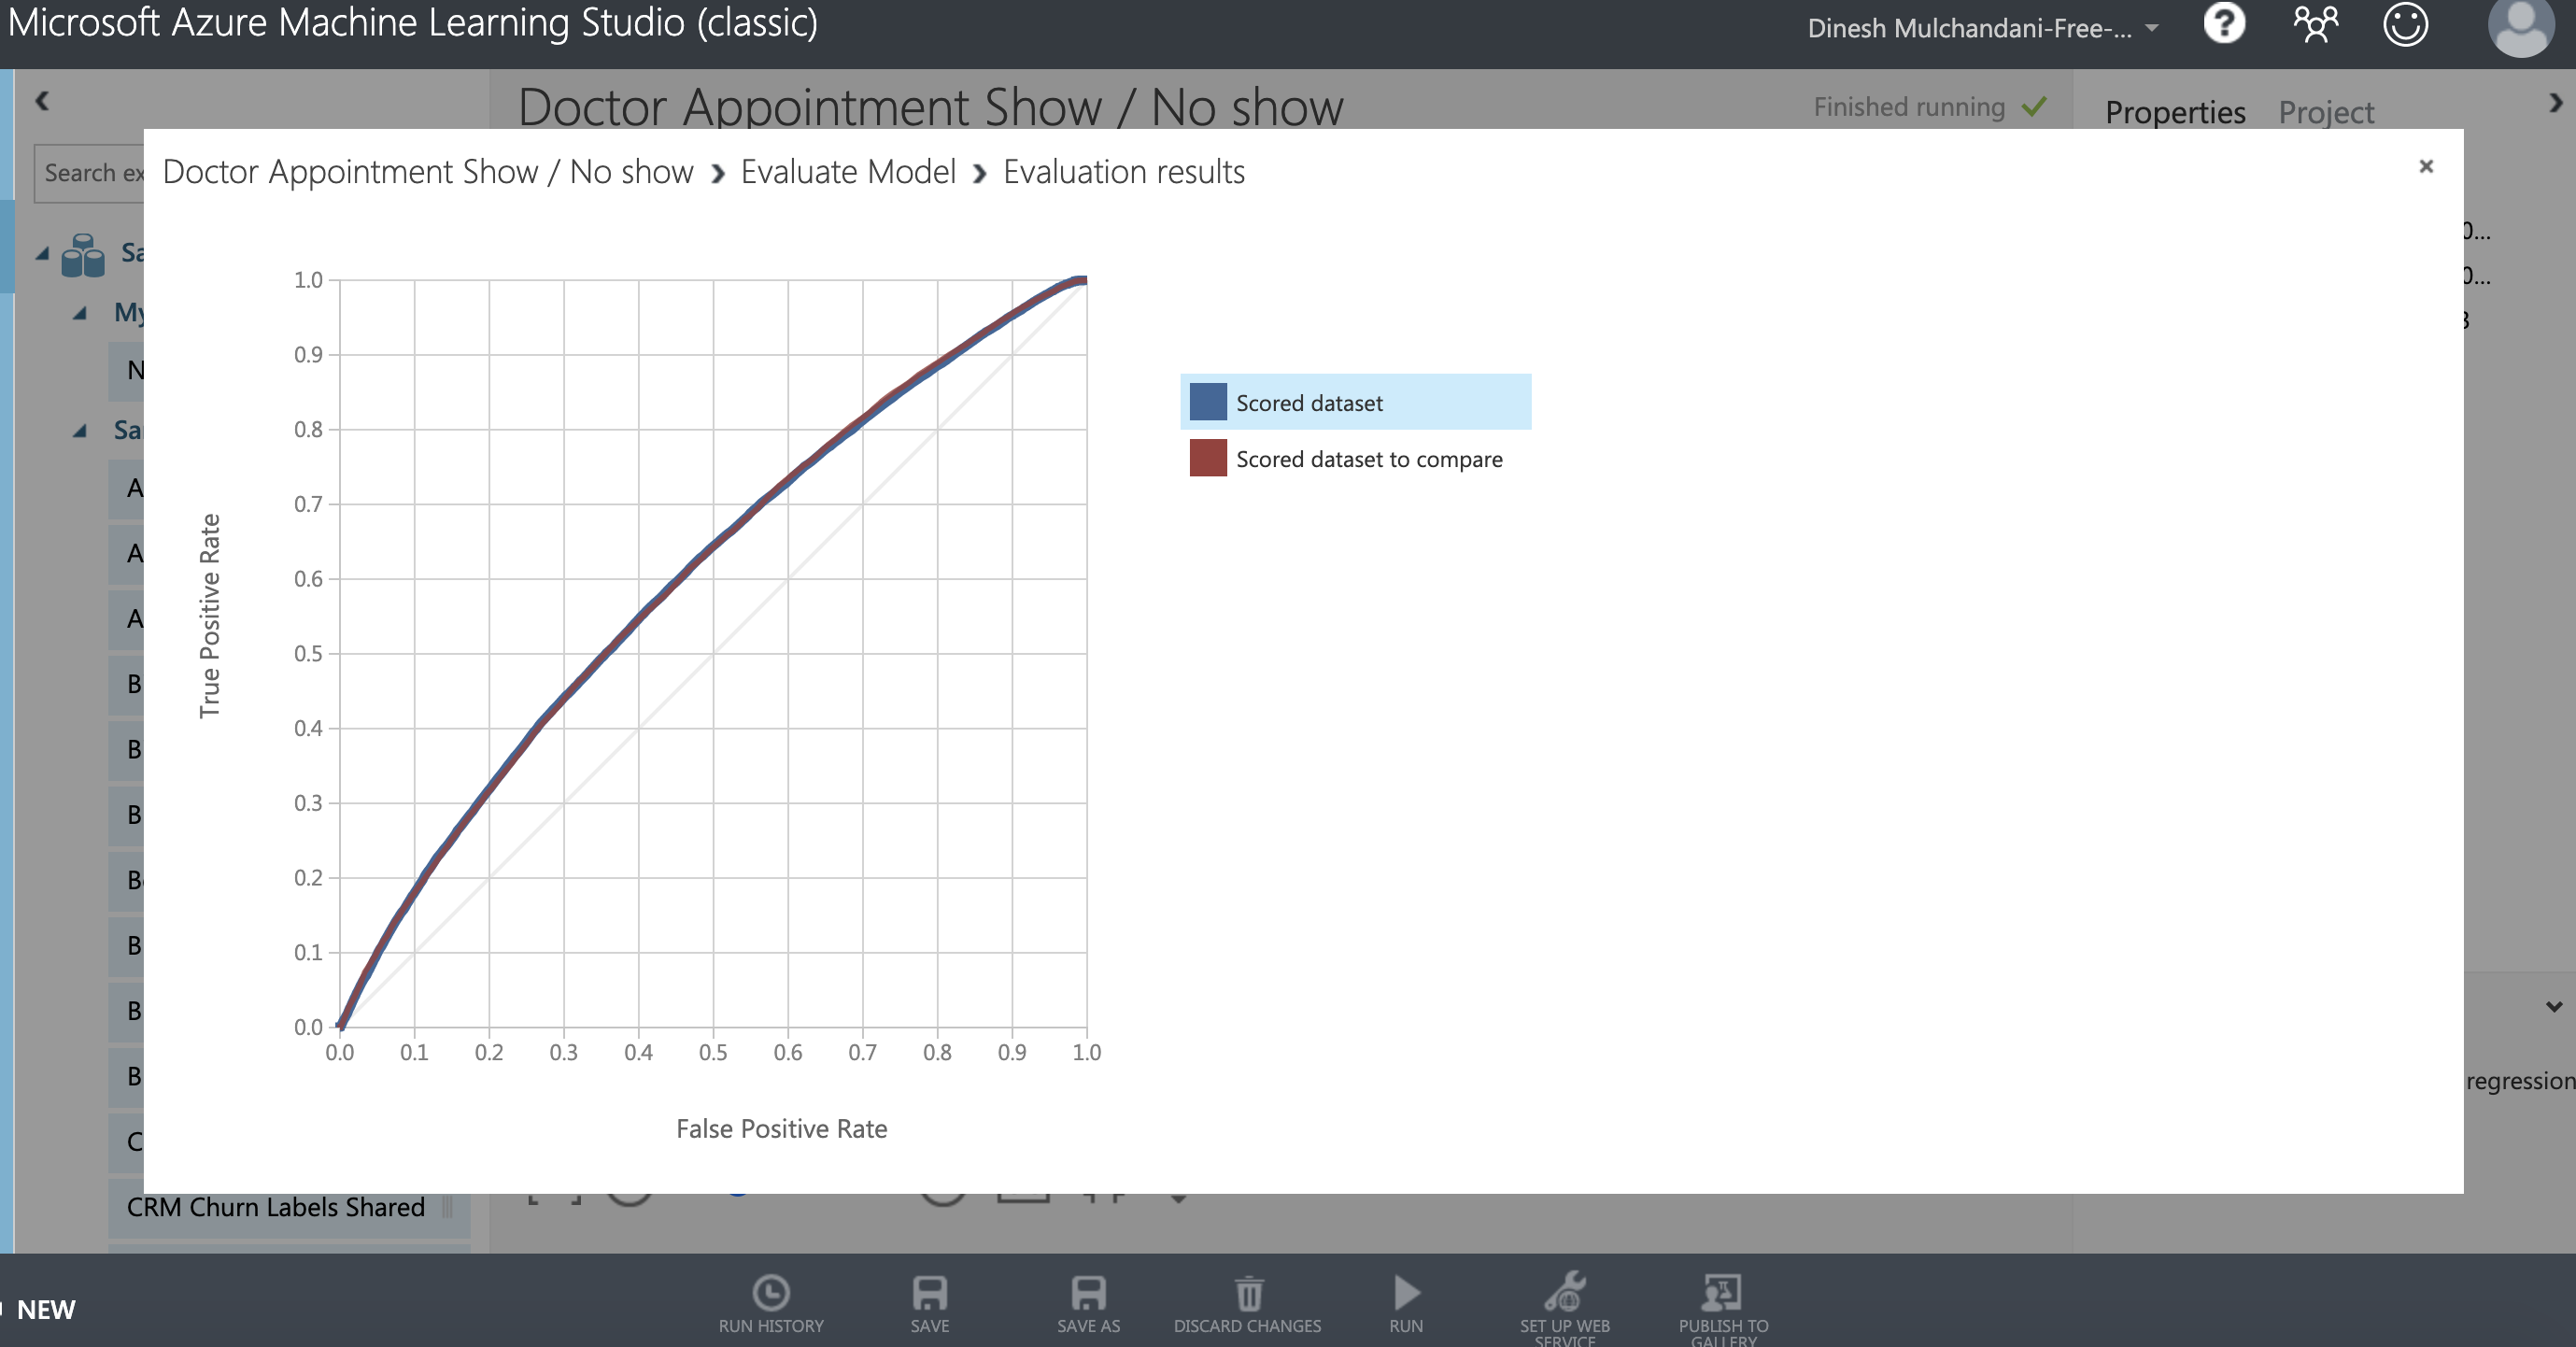 Microsoft Azure Machine Learning Studio (classic)
Dinesh Mulchandani-Free-...
Doctor Appointment Show / No show
Finished running
Properties
Project
Search ex
Doctor Appointment Show / No show › Evaluate Model › Evaluation results
Sa
My
N
Sa
A
A
A
B
B
B
B
B
B
C
CRM Churn Labels Shared
0...
0...
3
regression
True Positive Rate
1.0
0.9
0.8
0.7
0.6
0.5
0.4
0.3
0.2
0.1
0.0
0.0 0.1 0.2 0.3 0.4 0.5 0.6 0.7 0.8 0.9 1.0
False Positive Rate
Scored dataset
Scored dataset to compare
NEW
RUN HISTORY
SAVE
SAVE AS
DISCARD CHANGES
RUN
SET UP WEB
SERVICE
PUBLISH TO
GALLERY